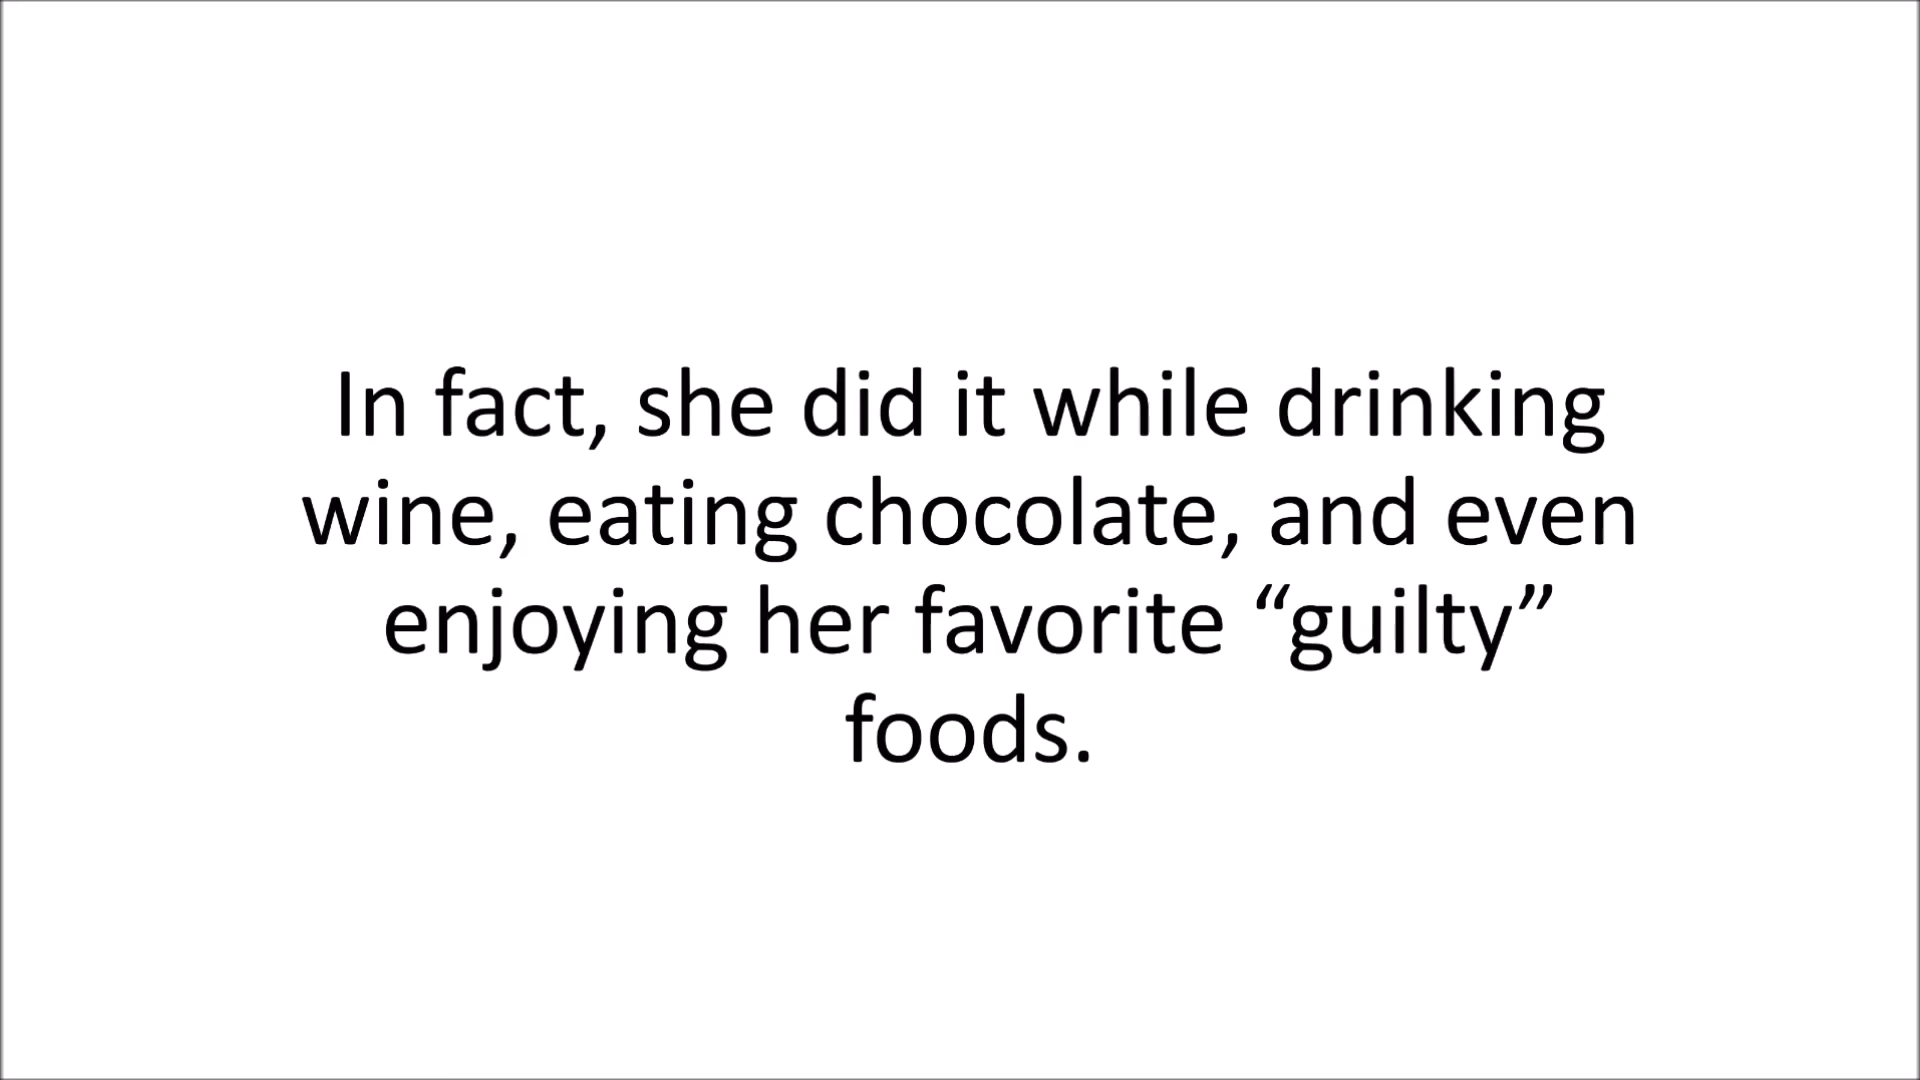 In fact, she did it while drinking
wine, eating chocolate, and even
enjoying her favorite “guilty”
foods.